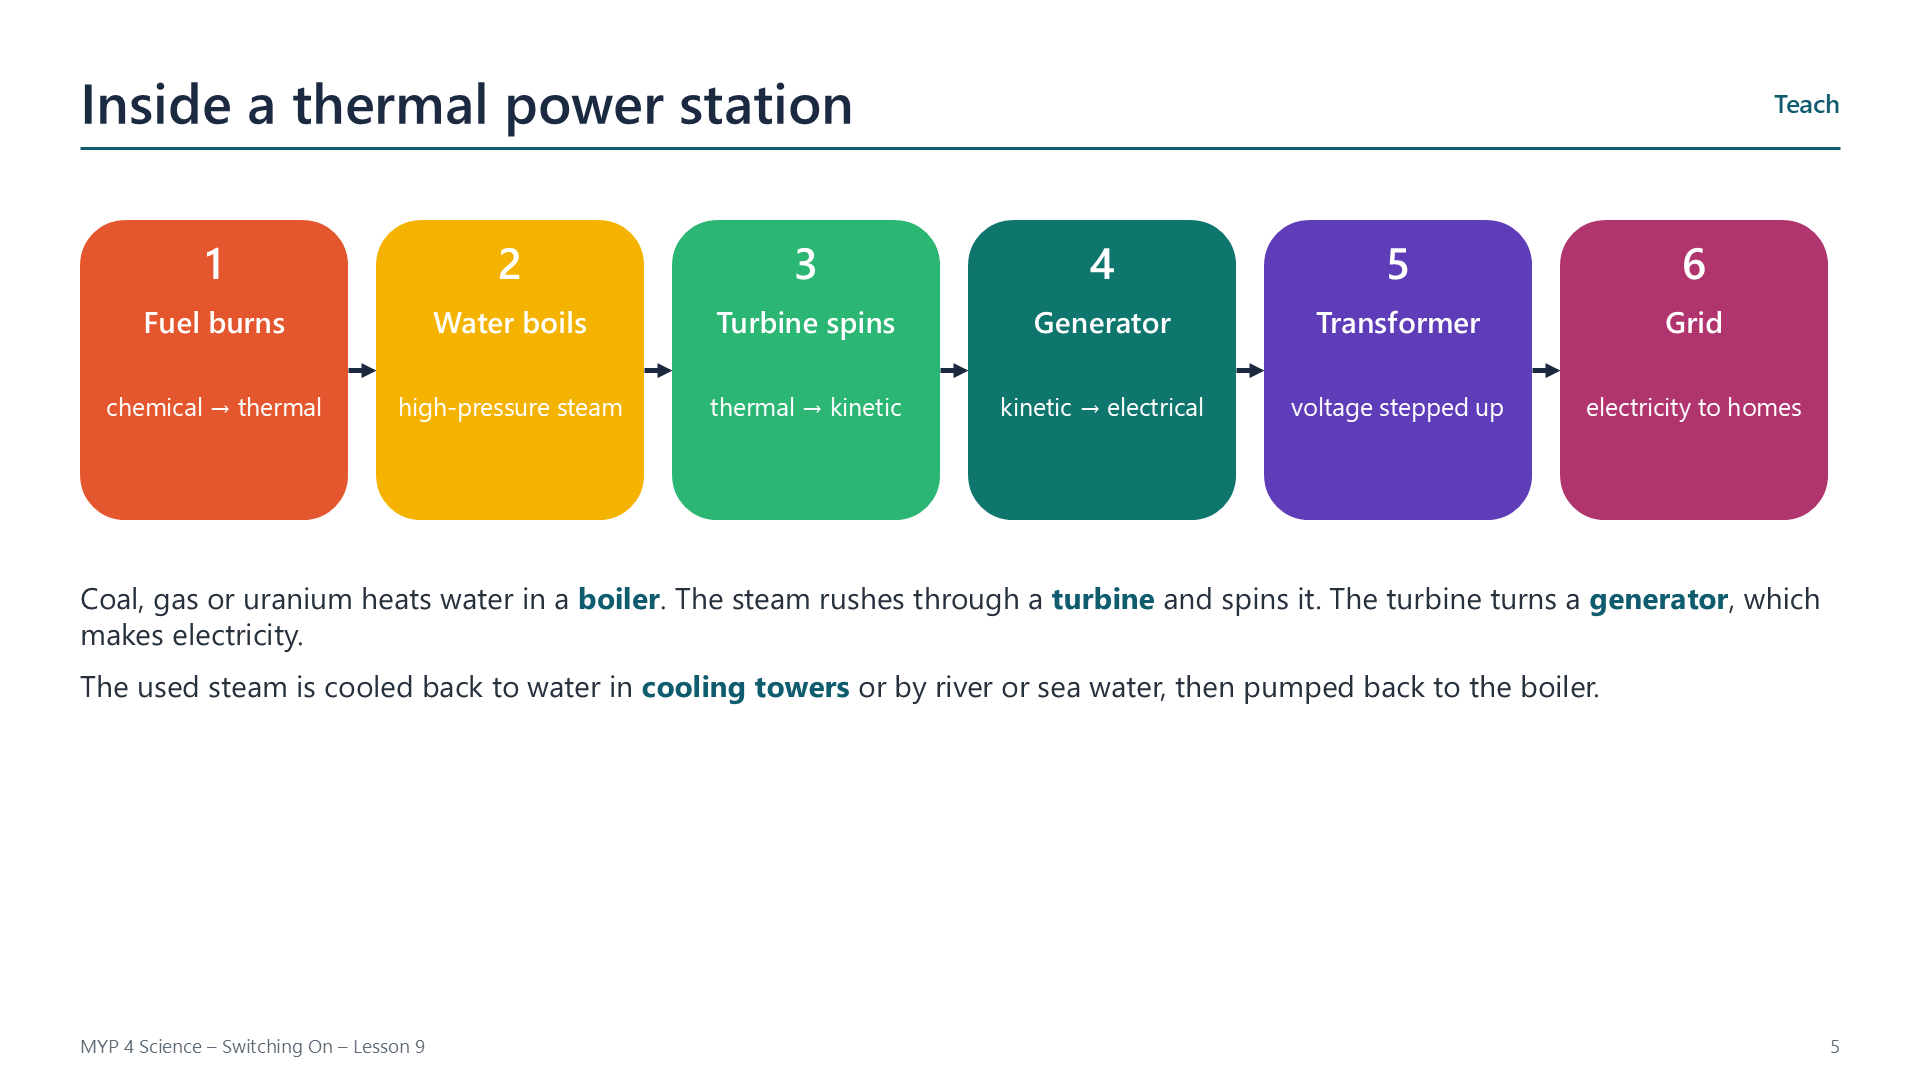 Inside a thermal power station
Teach
1
Fuel burns
chemical → thermal
2
Water boils
high-pressure steam
3
Turbine spins
thermal → kinetic
4
Generator
kinetic → electrical
5
Transformer
voltage stepped up
6
Grid
electricity to homes
Coal, gas or uranium heats water in a boiler. The steam rushes through a turbine and spins it. The turbine turns a generator, which
makes electricity.
The used steam is cooled back to water in cooling towers or by river or sea water, then pumped back to the boiler.
MYP 4 Science – Switching On – Lesson 9
5